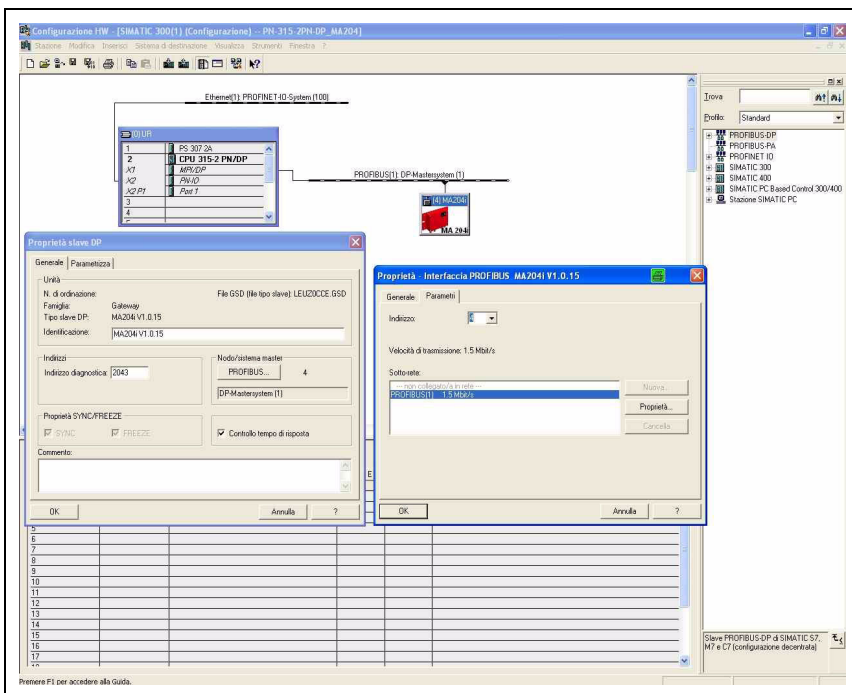 Configurazione HW - [SIMATIC 300(1) (Configurazione) -- PN-315-2PN-DP_MA204]
Stazione Modifica Inserisci Sistema di destinazione Visualizza Strumenti Finestra ?
Ethernet(1): PROFINET-IO-System (100)
(0) UR
1 PS 307 2A
2 CPU 315-2 PN/DP
X1 MPI/DP
X2 PN-IO
X2 P1 Port 1
3
4
PROFIBUS(1): DP-Mastersystem (1)
(4) MA204i
MA 204i
Trova
Profilo: Standard
PROFIBUS-DP
PROFIBUS-PA
PROFINET IO
SIMATIC 300
SIMATIC 400
SIMATIC PC Based Control 300/400
Stazione SIMATIC PC
Proprietà slave DP
Generale Parametrizza
Unità
N. di ordinazione: File GSD (file tipo slave): LEUZ0CCE.GSD
Famiglia: Gateway
Tipo slave DP: MA204i V1.0.15
Identificazione: MA204i V1.0.15
Indirizzi
Indirizzo diagnostica: 2043
Nodo/sistema master
PROFIBUS... 4
DP-Mastersystem (1)
Proprietà SYNC/FREEZE
SYNC FREEZE
Controllo tempo di risposta
Commento:
OK Annulla ?
Proprietà - Interfaccia PROFIBUS MA204i V1.0.15
Generale Parametri
Indirizzo: 4
Velocità di trasmissione: 1.5 Mbit/s
Sotto-rete:
--- non collegato/a in rete ---
PROFIBUS(1) 1.5 Mbit/s
Nuova...
Proprietà...
Cancella
OK Annulla ?
E
5
6
7
8
9
10
11
12
13
14
15
16
17
18
Slave PROFIBUS-DP di SIMATIC S7,
M7 e C7 (configurazione decentrata)
Premere F1 per accedere alla Guida.